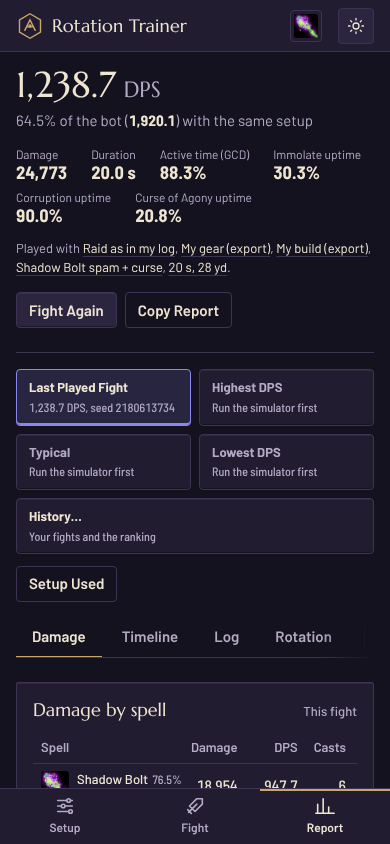 Rotation Trainer
1,238.7 DPS
64.5% of the bot (1,920.1) with the same setup
Damage Duration Active time (GCD) Immolate uptime
24,773 20.0 s 88.3% 30.3%
Corruption uptime Curse of Agony uptime
90.0% 20.8%
Played with Raid as in my log, My gear (export), My build (export),
Shadow Bolt spam + curse, 20 s, 28 yd.
Fight Again Copy Report
Last Played Fight Highest DPS
1,238.7 DPS, seed 2180613734 Run the simulator first
Typical Lowest DPS
Run the simulator first Run the simulator first
History...
Your fights and the ranking
Setup Used
Damage Timeline Log Rotation
Damage by spell This fight
Spell Damage DPS Casts
Shadow Bolt 76.5% 18,954 947.7 6
Setup Fight Report